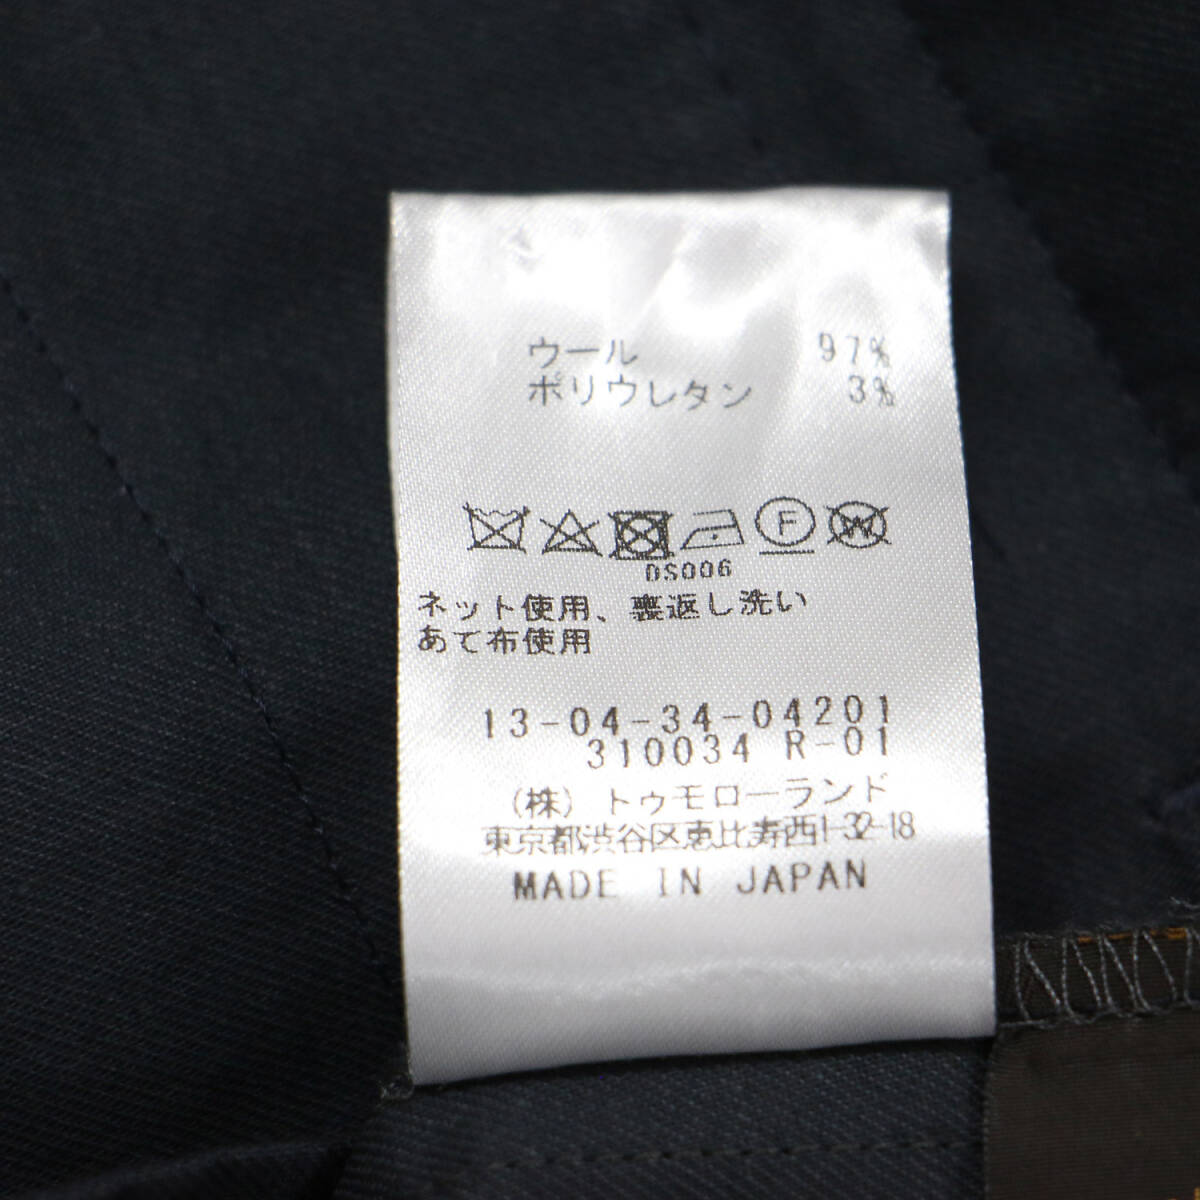 ウール 97%
ポリウレタン 3%
F W
DS006
ネット使用、裏返し洗い
あて布使用
13-04-34-04201
310034 R-01
(株) トゥモローランド
東京都渋谷区恵比寿西1-32-18
MADE IN JAPAN